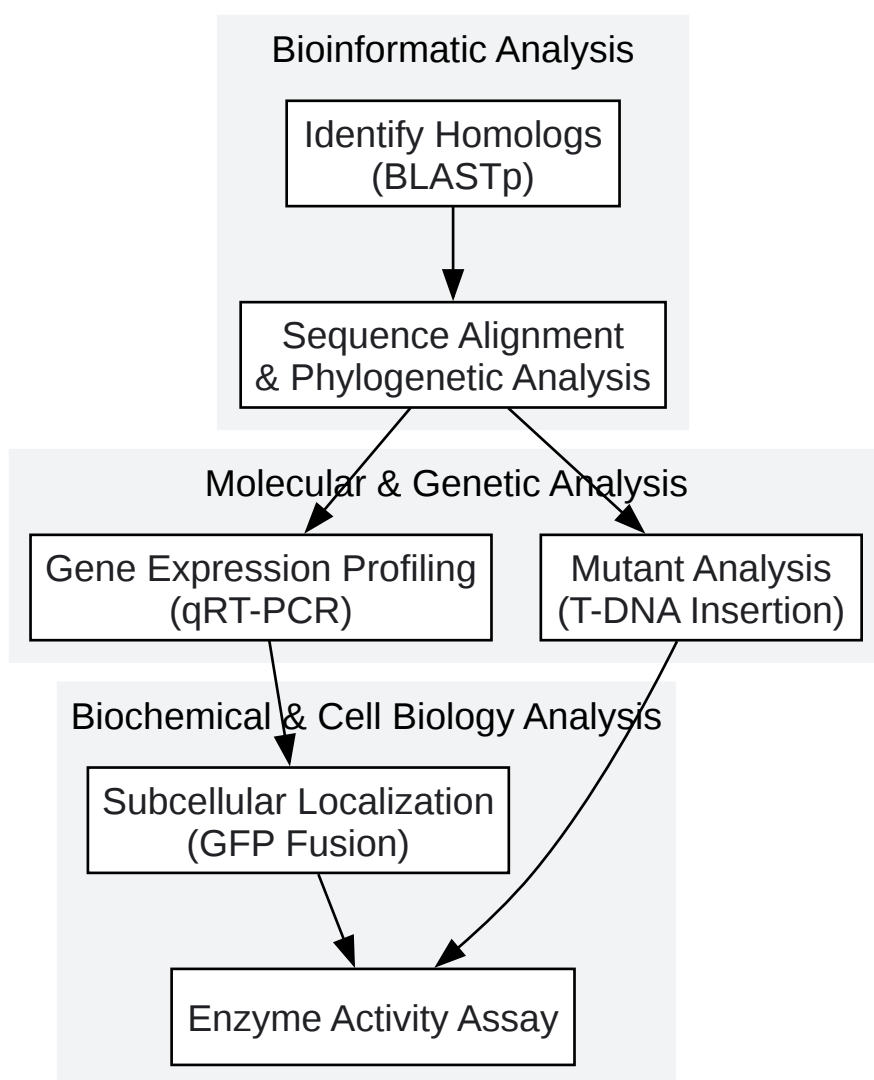 Bioinformatic Analysis
Identify Homologs
(BLASTp)
Sequence Alignment
& Phylogenetic Analysis
Molecular & Genetic Analysis
Gene Expression Profiling
(qRT-PCR)
Mutant Analysis
(T-DNA Insertion)
Biochemical & Cell Biology Analysis
Subcellular Localization
(GFP Fusion)
Enzyme Activity Assay